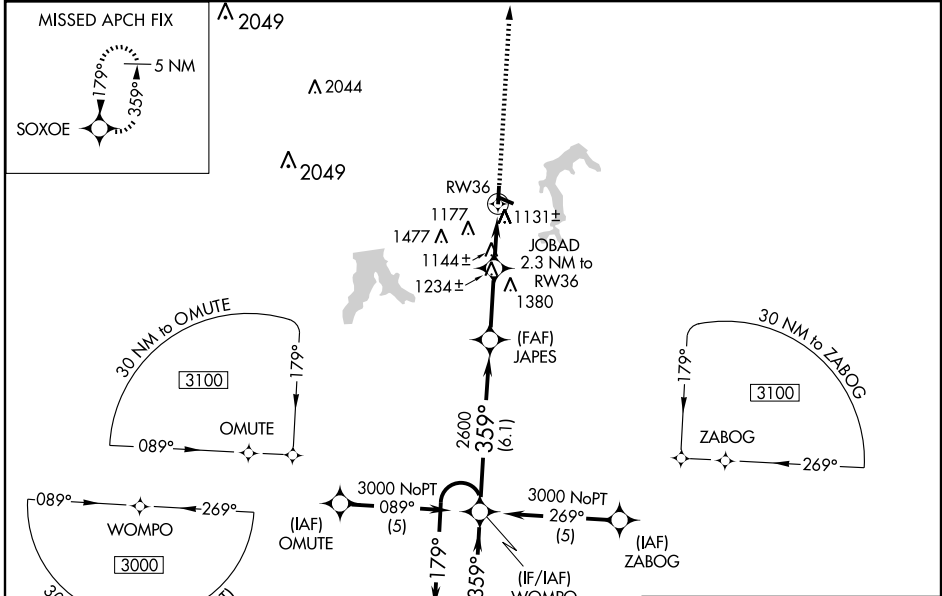 MISSED APCH FIX
5 NM
179°
359°
SOXOE
2049
2044
2049
RW36
1177
1131±
1477
JOBAD
2.3 NM to
RW36
1144±
1234±
1380
(FAF)
JAPES
30 NM to OMUTE
179°
3100
OMUTE
089°
30 NM to ZABOG
179°
3100
ZABOG
269°
2600
359°
(6.1)
089°
269°
WOMPO
3000
(IAF)
OMUTE
3000 NoPT
089°
(5)
3000 NoPT
269°
(5)
(IAF)
ZABOG
179°
359°
(IF/IAF)
WOMPO